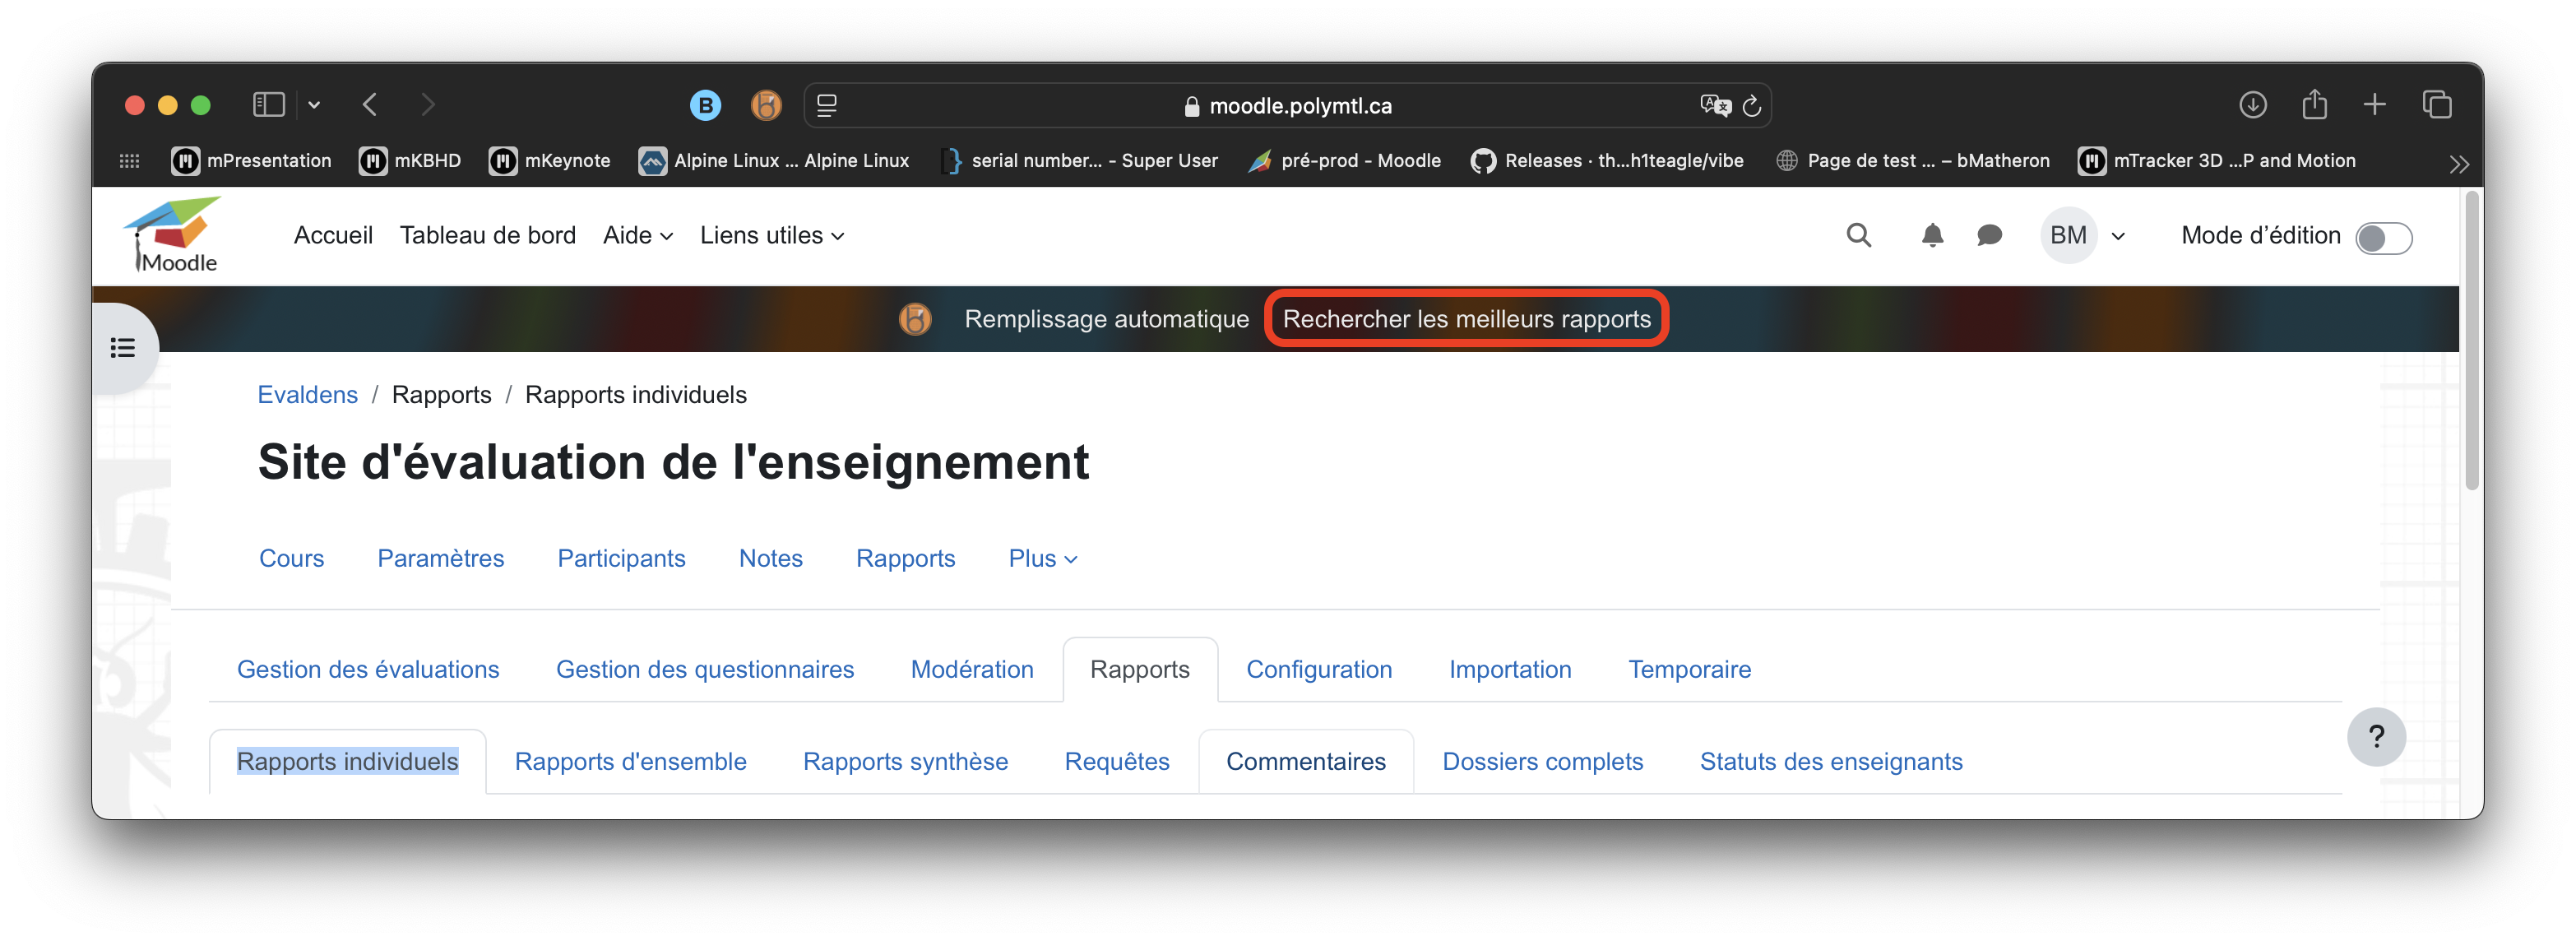 B
moodle.polymtl.ca
mPresentation mKBHD mKeynote Alpine Linux ... Alpine Linux serial number... - Super User pré-prod - Moodle Releases · th...h1teagle/vibe Page de test ... – bMatheron mTracker 3D ...P and Motion
Moodle Accueil Tableau de bord Aide Liens utiles BM Mode d’édition
Remplissage automatique Rechercher les meilleurs rapports
Evaldens / Rapports / Rapports individuels
Site d'évaluation de l'enseignement
Cours Paramètres Participants Notes Rapports Plus
Gestion des évaluations Gestion des questionnaires Modération Rapports Configuration Importation Temporaire
Rapports individuels Rapports d'ensemble Rapports synthèse Requêtes Commentaires Dossiers complets Statuts des enseignants
?